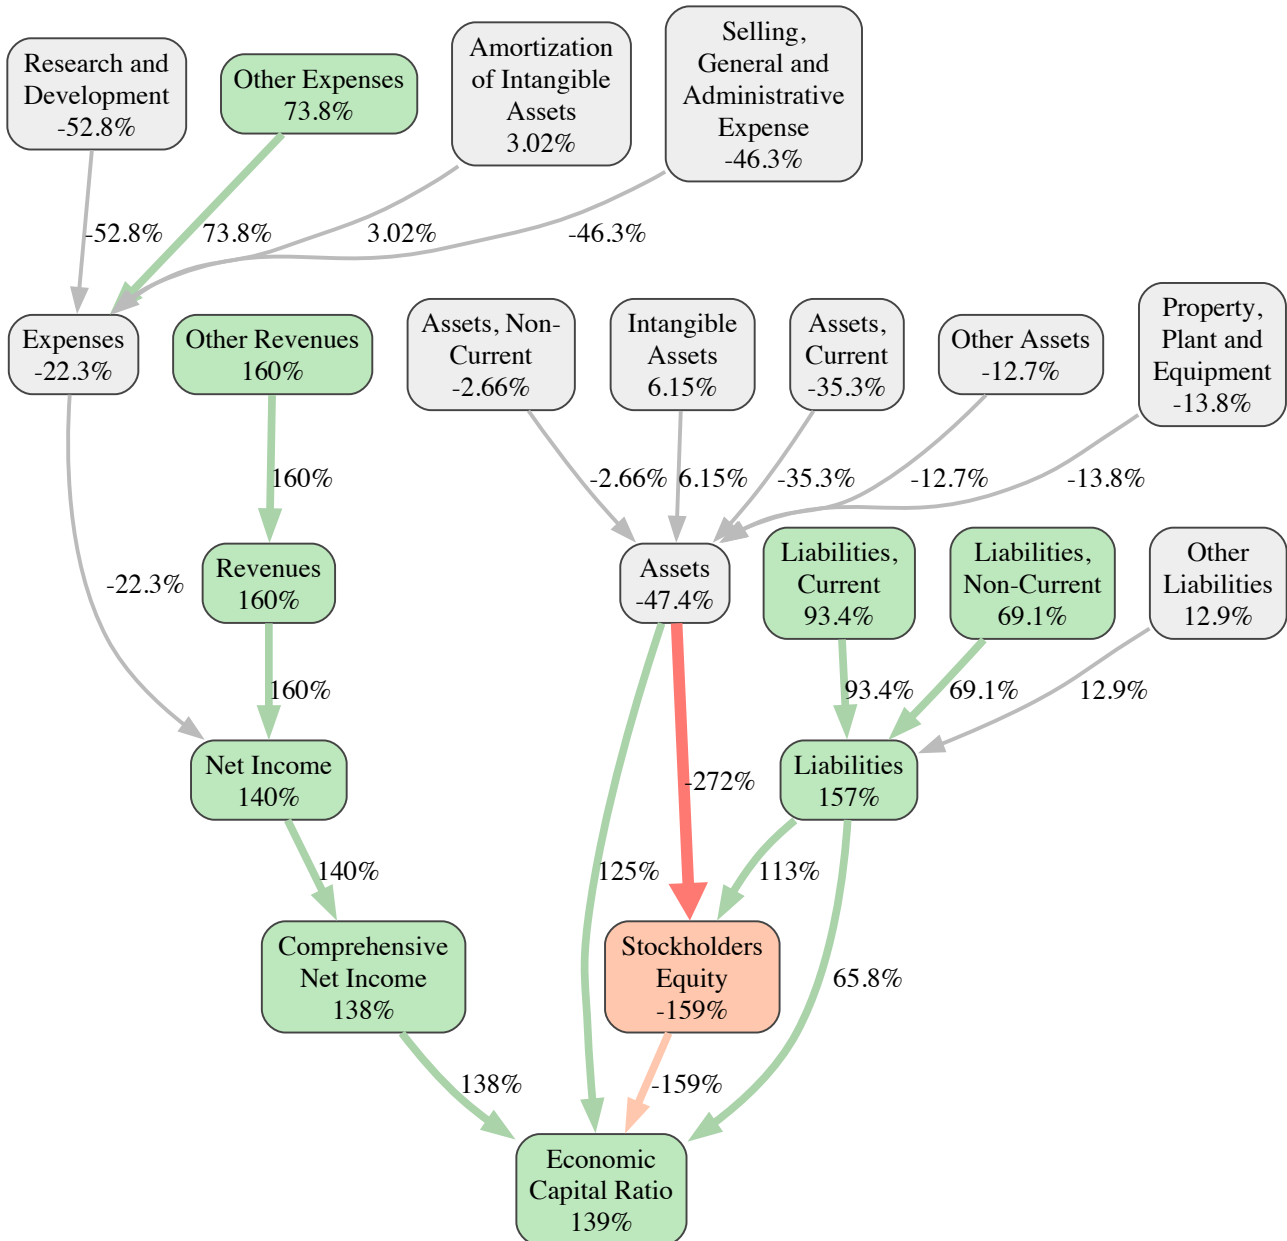 Research and
Development
-52.8%
Other Expenses
73.8%
Amortization
of Intangible
Assets
3.02%
Selling,
General and
Administrative
Expense
-46.3%
-52.8%
73.8%
3.02%
-46.3%
Expenses
-22.3%
Other Revenues
160%
Assets, Non-
Current
-2.66%
Intangible
Assets
6.15%
Assets,
Current
-35.3%
Other Assets
-12.7%
Property,
Plant and
Equipment
-13.8%
160%
-2.66%
6.15%
-35.3%
-12.7%
-13.8%
-22.3%
Revenues
160%
Assets
-47.4%
Liabilities,
Current
93.4%
Liabilities,
Non-Current
69.1%
Other
Liabilities
12.9%
160%
93.4%
69.1%
12.9%
Net Income
140%
-272%
Liabilities
157%
140%
125%
113%
Comprehensive
Net Income
138%
Stockholders
Equity
-159%
65.8%
138%
-159%
Economic
Capital Ratio
139%